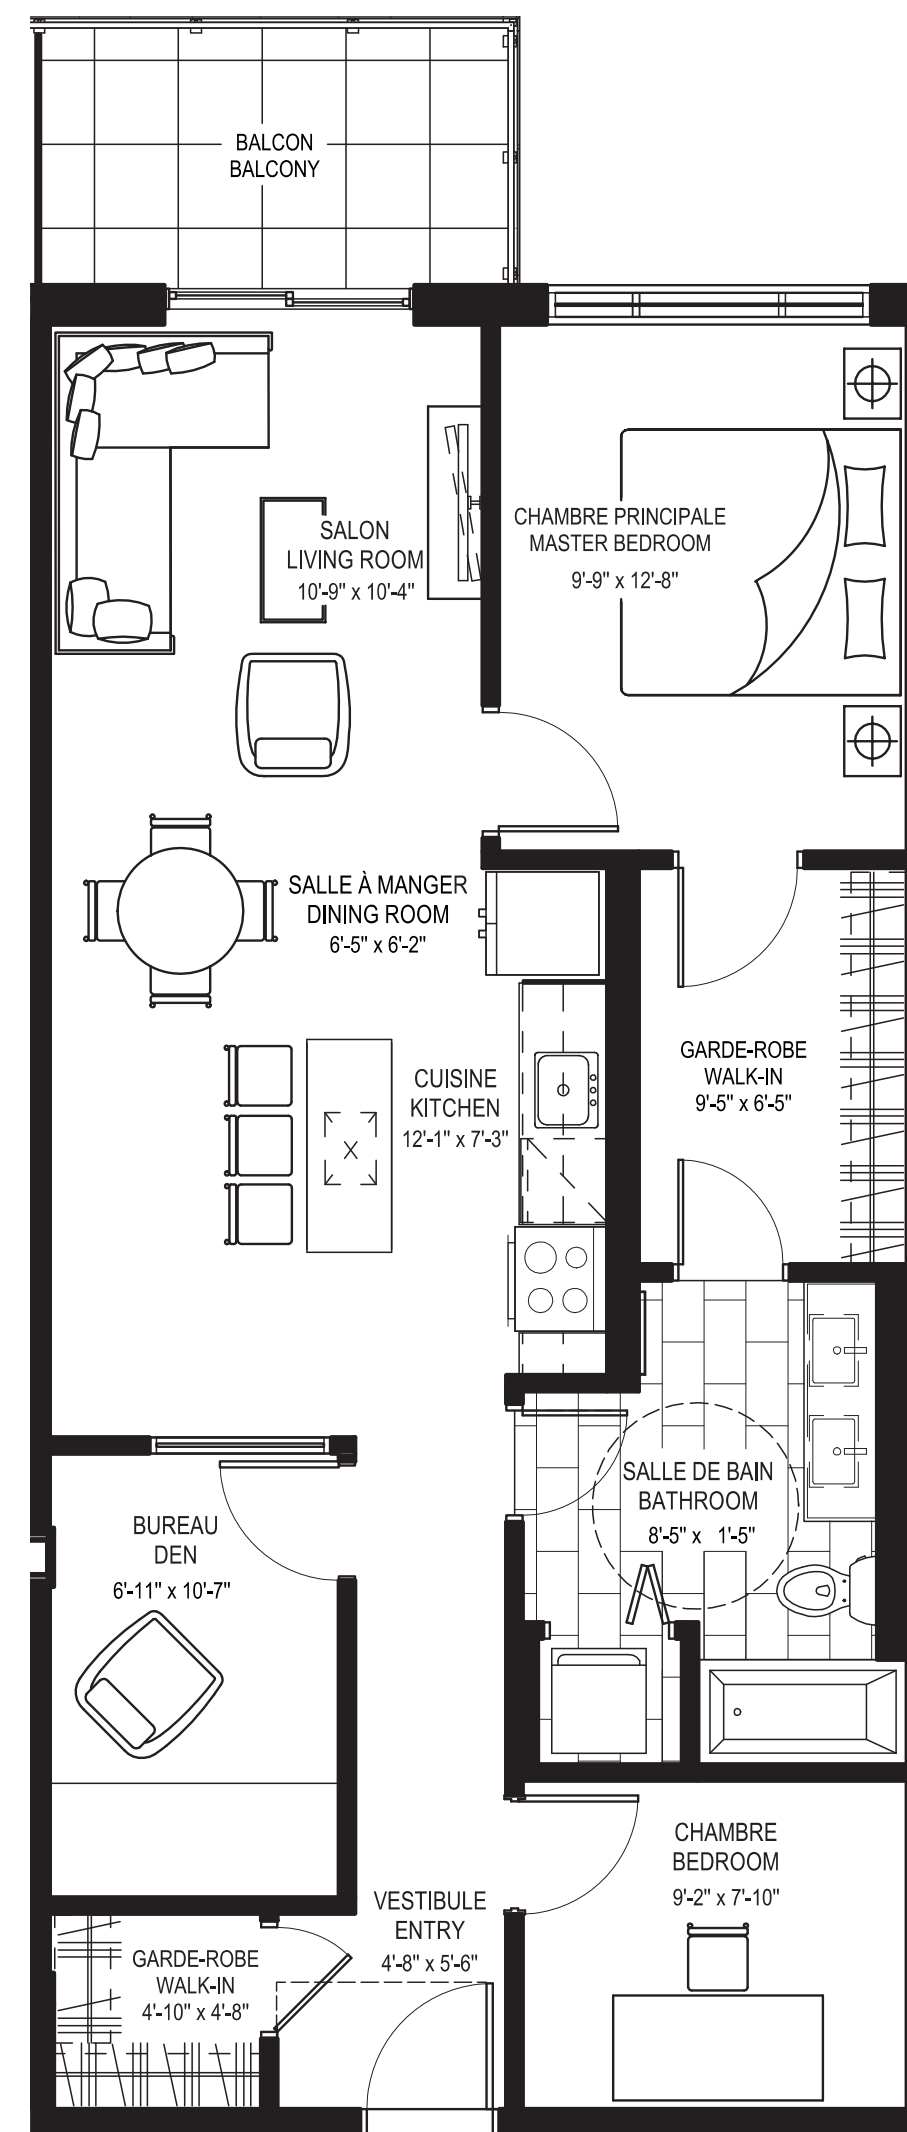 BALCON
BALCONY
SALON
LIVING ROOM
10'-9" x 10'-4"
CHAMBRE PRINCIPALE
MASTER BEDROOM
9'-9" x 12'-8"
SALLE À MANGER
DINING ROOM
6'-5" x 6'-2"
CUISINE
KITCHEN
12'-1" x 7'-3"
GARDE-ROBE
WALK-IN
9'-5" x 6'-5"
SALLE DE BAIN
BATHROOM
8'-5" x 1'-5"
BUREAU
DEN
6'-11" x 10'-7"
CHAMBRE
BEDROOM
9'-2" x 7'-10"
VESTIBULE
ENTRY
4'-8" x 5'-6"
GARDE-ROBE
WALK-IN
4'-10" x 4'-8"